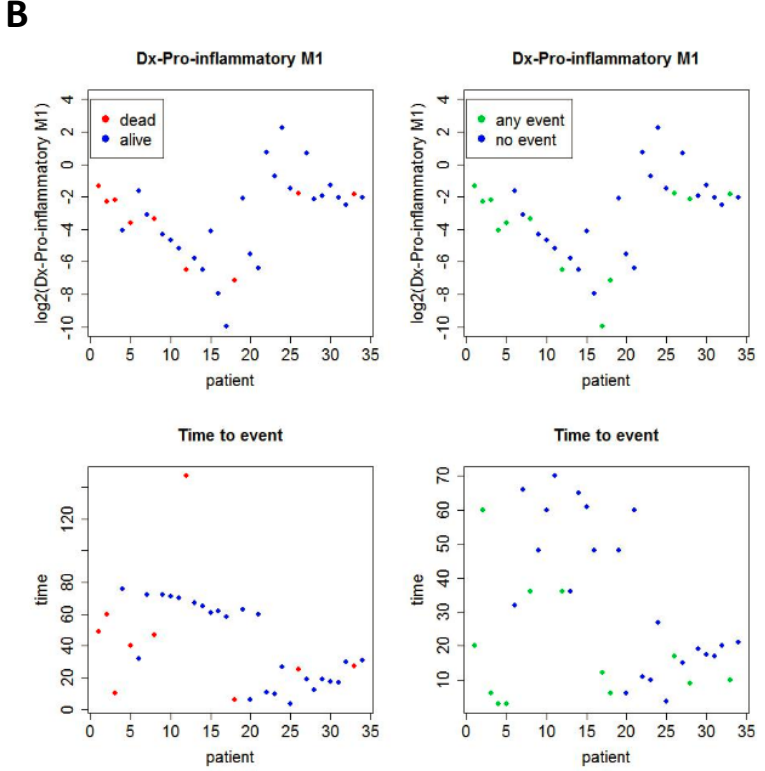 B
Dx-Pro-inflammatory M1
log2(Dx-Pro-inflammatory M1)
4
2
0
-2
-4
-6
-8
-10
dead
alive
0 5 10 15 20 25 30 35
patient
Dx-Pro-inflammatory M1
log2(Dx-Pro-inflammatory M1)
4
2
0
-2
-4
-6
-8
-10
any event
no event
0 5 10 15 20 25 30 35
patient
Time to event
time
120
80
60
40
20
0
0 5 10 15 20 25 30 35
patient
Time to event
time
70
60
50
40
30
20
10
0 5 10 15 20 25 30 35
patient